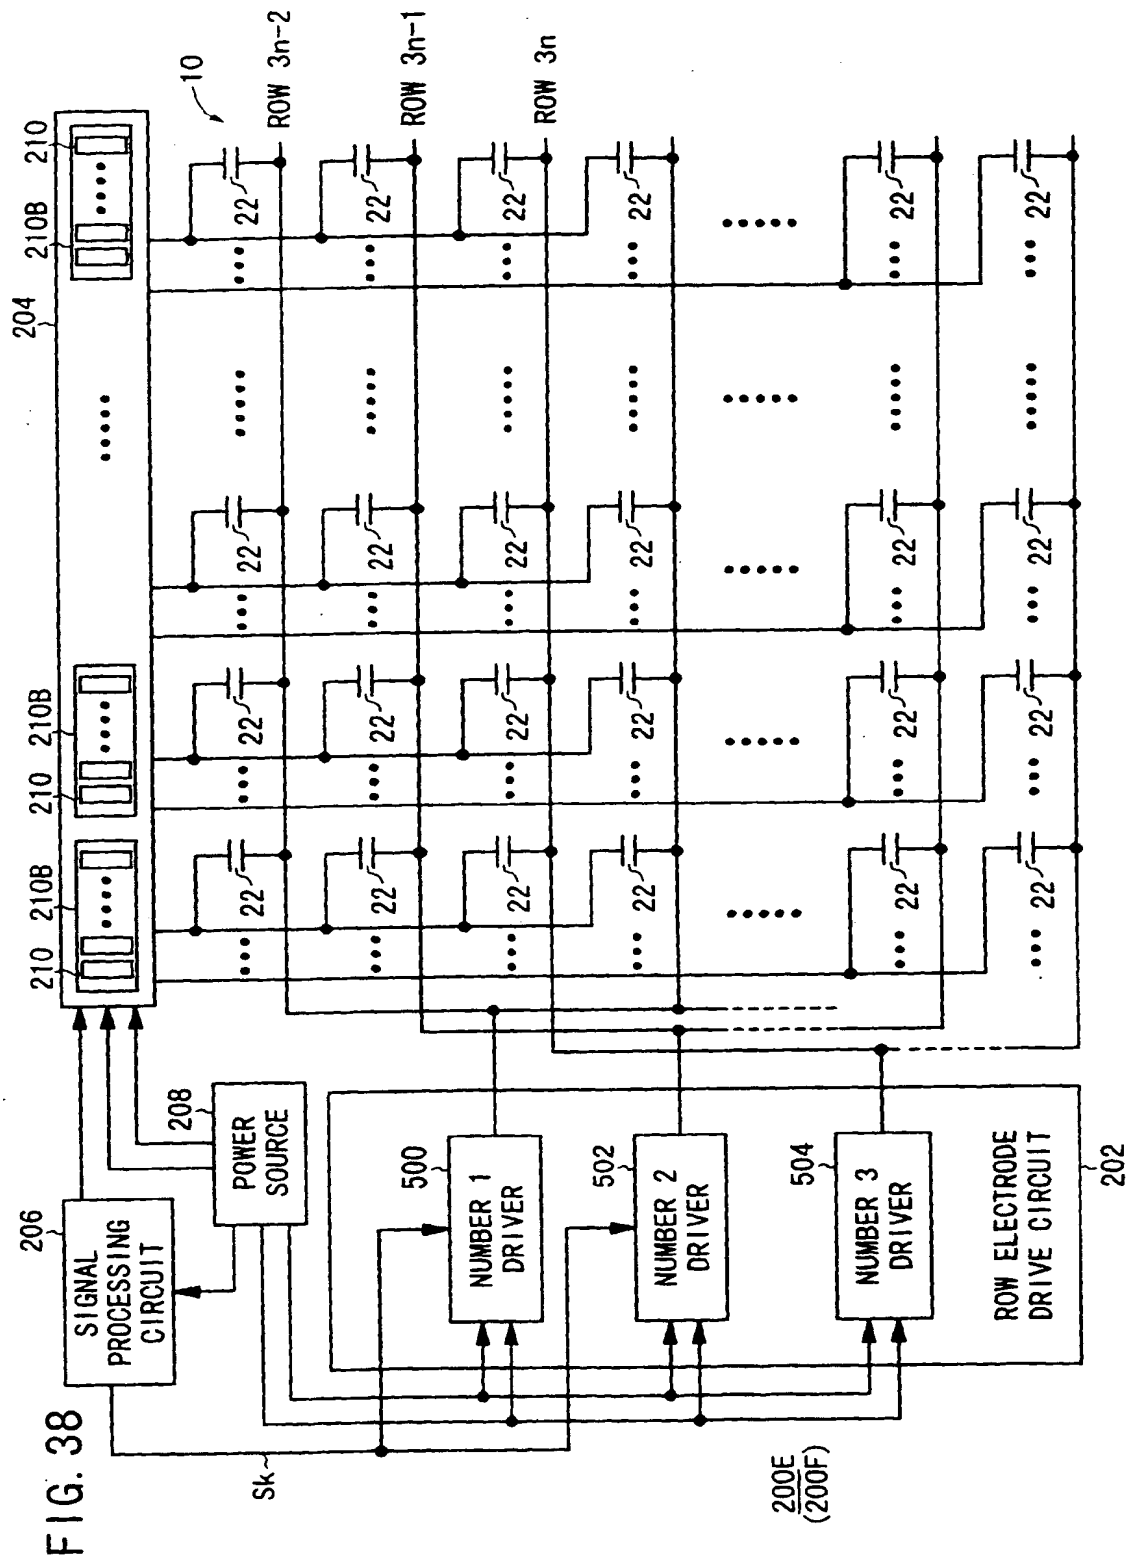 FIG. 38
200E
(200F)
Sk
206
SIGNAL
PROCESSING
CIRCUIT
208
POWER
SOURCE
500
NUMBER 1
DRIVER
502
NUMBER 2
DRIVER
504
NUMBER 3
DRIVER
ROW ELECTRODE
DRIVE CIRCUIT
202
204
210
210B
210
210B
210B
210
10
22 22 22 22
ROW 3n-2
22 22 22 22
ROW 3n-1
22 22 22 22
ROW 3n
22 22 22 22
22 22 22 22
22 22 22 22